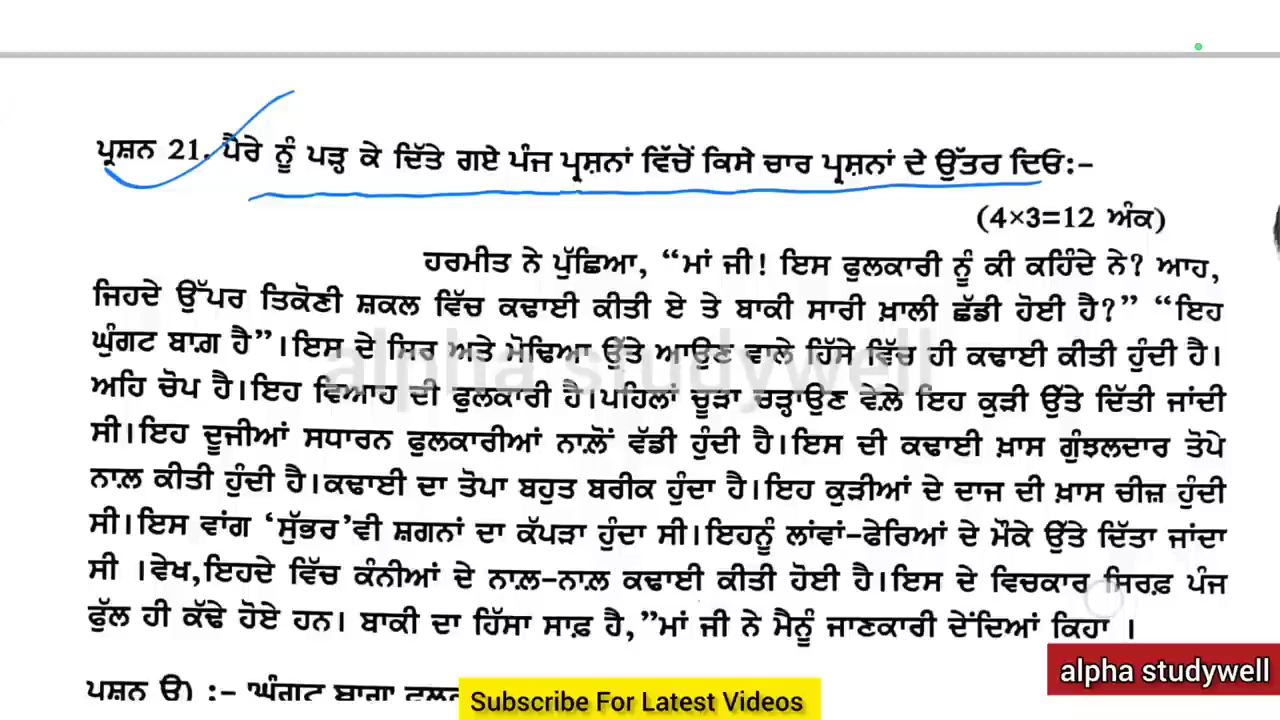 ਪ੍ਰਸ਼ਨ 21. ਪੈਰੇ ਨੂੰ ਪੜ੍ਹ ਕੇ ਦਿੱਤੇ ਗਏ ਪੰਜ ਪ੍ਰਸ਼ਨਾਂ ਵਿੱਚੋਂ ਕਿਸੇ ਚਾਰ ਪ੍ਰਸ਼ਨਾਂ ਦੇ ਉੱਤਰ ਦਿਓ:-
(4×3=12 ਅੰਕ)
ਹਰਮੀਤ ਨੇ ਪੁੱਛਿਆ, “ਮਾਂ ਜੀ! ਇਸ ਫੁਲਕਾਰੀ ਨੂੰ ਕੀ ਕਹਿੰਦੇ ਨੇ? ਆਹ,
ਜਿਹਦੇ ਉੱਪਰ ਤਿਕੋਣੀ ਸ਼ਕਲ ਵਿੱਚ ਕਢਾਈ ਕੀਤੀ ਏ ਤੇ ਬਾਕੀ ਸਾਰੀ ਖ਼ਾਲੀ ਛੱਡੀ ਹੋਈ ਹੈ?” “ਇਹ
ਘੁੰਗਟ ਬਾਗ਼ ਹੈ”।ਇਸ ਦੇ ਸਿਰ ਅਤੇ ਮੋਢਿਆ ਉੱਤੇ ਆਉਣ ਵਾਲੇ ਹਿੱਸੇ ਵਿੱਚ ਹੀ ਕਢਾਈ ਕੀਤੀ ਹੁੰਦੀ ਹੈ।
ਅਹਿ ਚੋਪ ਹੈ।ਇਹ ਵਿਆਹ ਦੀ ਫੁਲਕਾਰੀ ਹੈ।ਪਹਿਲਾਂ ਚੂੜਾ ਚੜ੍ਹਾਉਣ ਵੇਲ਼ੇ ਇਹ ਕੁੜੀ ਉੱਤੇ ਦਿੱਤੀ ਜਾਂਦੀ
ਸੀ।ਇਹ ਦੂਜੀਆਂ ਸਧਾਰਨ ਫੁਲਕਾਰੀਆਂ ਨਾਲ਼ੋਂ ਵੱਡੀ ਹੁੰਦੀ ਹੈ।ਇਸ ਦੀ ਕਢਾਈ ਖ਼ਾਸ ਗੁੰਝਲਦਾਰ ਤੋਪੇ
ਨਾਲ਼ ਕੀਤੀ ਹੁੰਦੀ ਹੈ।ਕਢਾਈ ਦਾ ਤੋਪਾ ਬਹੁਤ ਬਰੀਕ ਹੁੰਦਾ ਹੈ।ਇਹ ਕੁੜੀਆਂ ਦੇ ਦਾਜ ਦੀ ਖ਼ਾਸ ਚੀਜ਼ ਹੁੰਦੀ
ਸੀ।ਇਸ ਵਾਂਗ ‘ਸੁੱਭਰ’ਵੀ ਸ਼ਗਨਾਂ ਦਾ ਕੱਪੜਾ ਹੁੰਦਾ ਸੀ।ਇਹਨੂੰ ਲਾਂਵਾਂ-ਫੇਰਿਆਂ ਦੇ ਮੌਕੇ ਉੱਤੇ ਦਿੱਤਾ ਜਾਂਦਾ
ਸੀ ।ਵੇਖ,ਇਹਦੇ ਵਿੱਚ ਕੰਨੀਆਂ ਦੇ ਨਾਲ਼-ਨਾਲ਼ ਕਢਾਈ ਕੀਤੀ ਹੋਈ ਹੈ।ਇਸ ਦੇ ਵਿਚਕਾਰ ਸਿਰਫ਼ ਪੰਜ
ਫੁੱਲ ਹੀ ਕੱਢੇ ਹੋਏ ਹਨ। ਬਾਕੀ ਦਾ ਹਿੱਸਾ ਸਾਫ਼ ਹੈ,”ਮਾਂ ਜੀ ਨੇ ਮੈਨੂੰ ਜਾਣਕਾਰੀ ਦੇਂਦਿਆਂ ਕਿਹਾ ।
alpha studywell
alpha studywell
ਪ੍ਰਸ਼ਨ ੳ) :- ਘੁੰਗਟ ਬਾਗ਼
Subscribe For Latest Videos